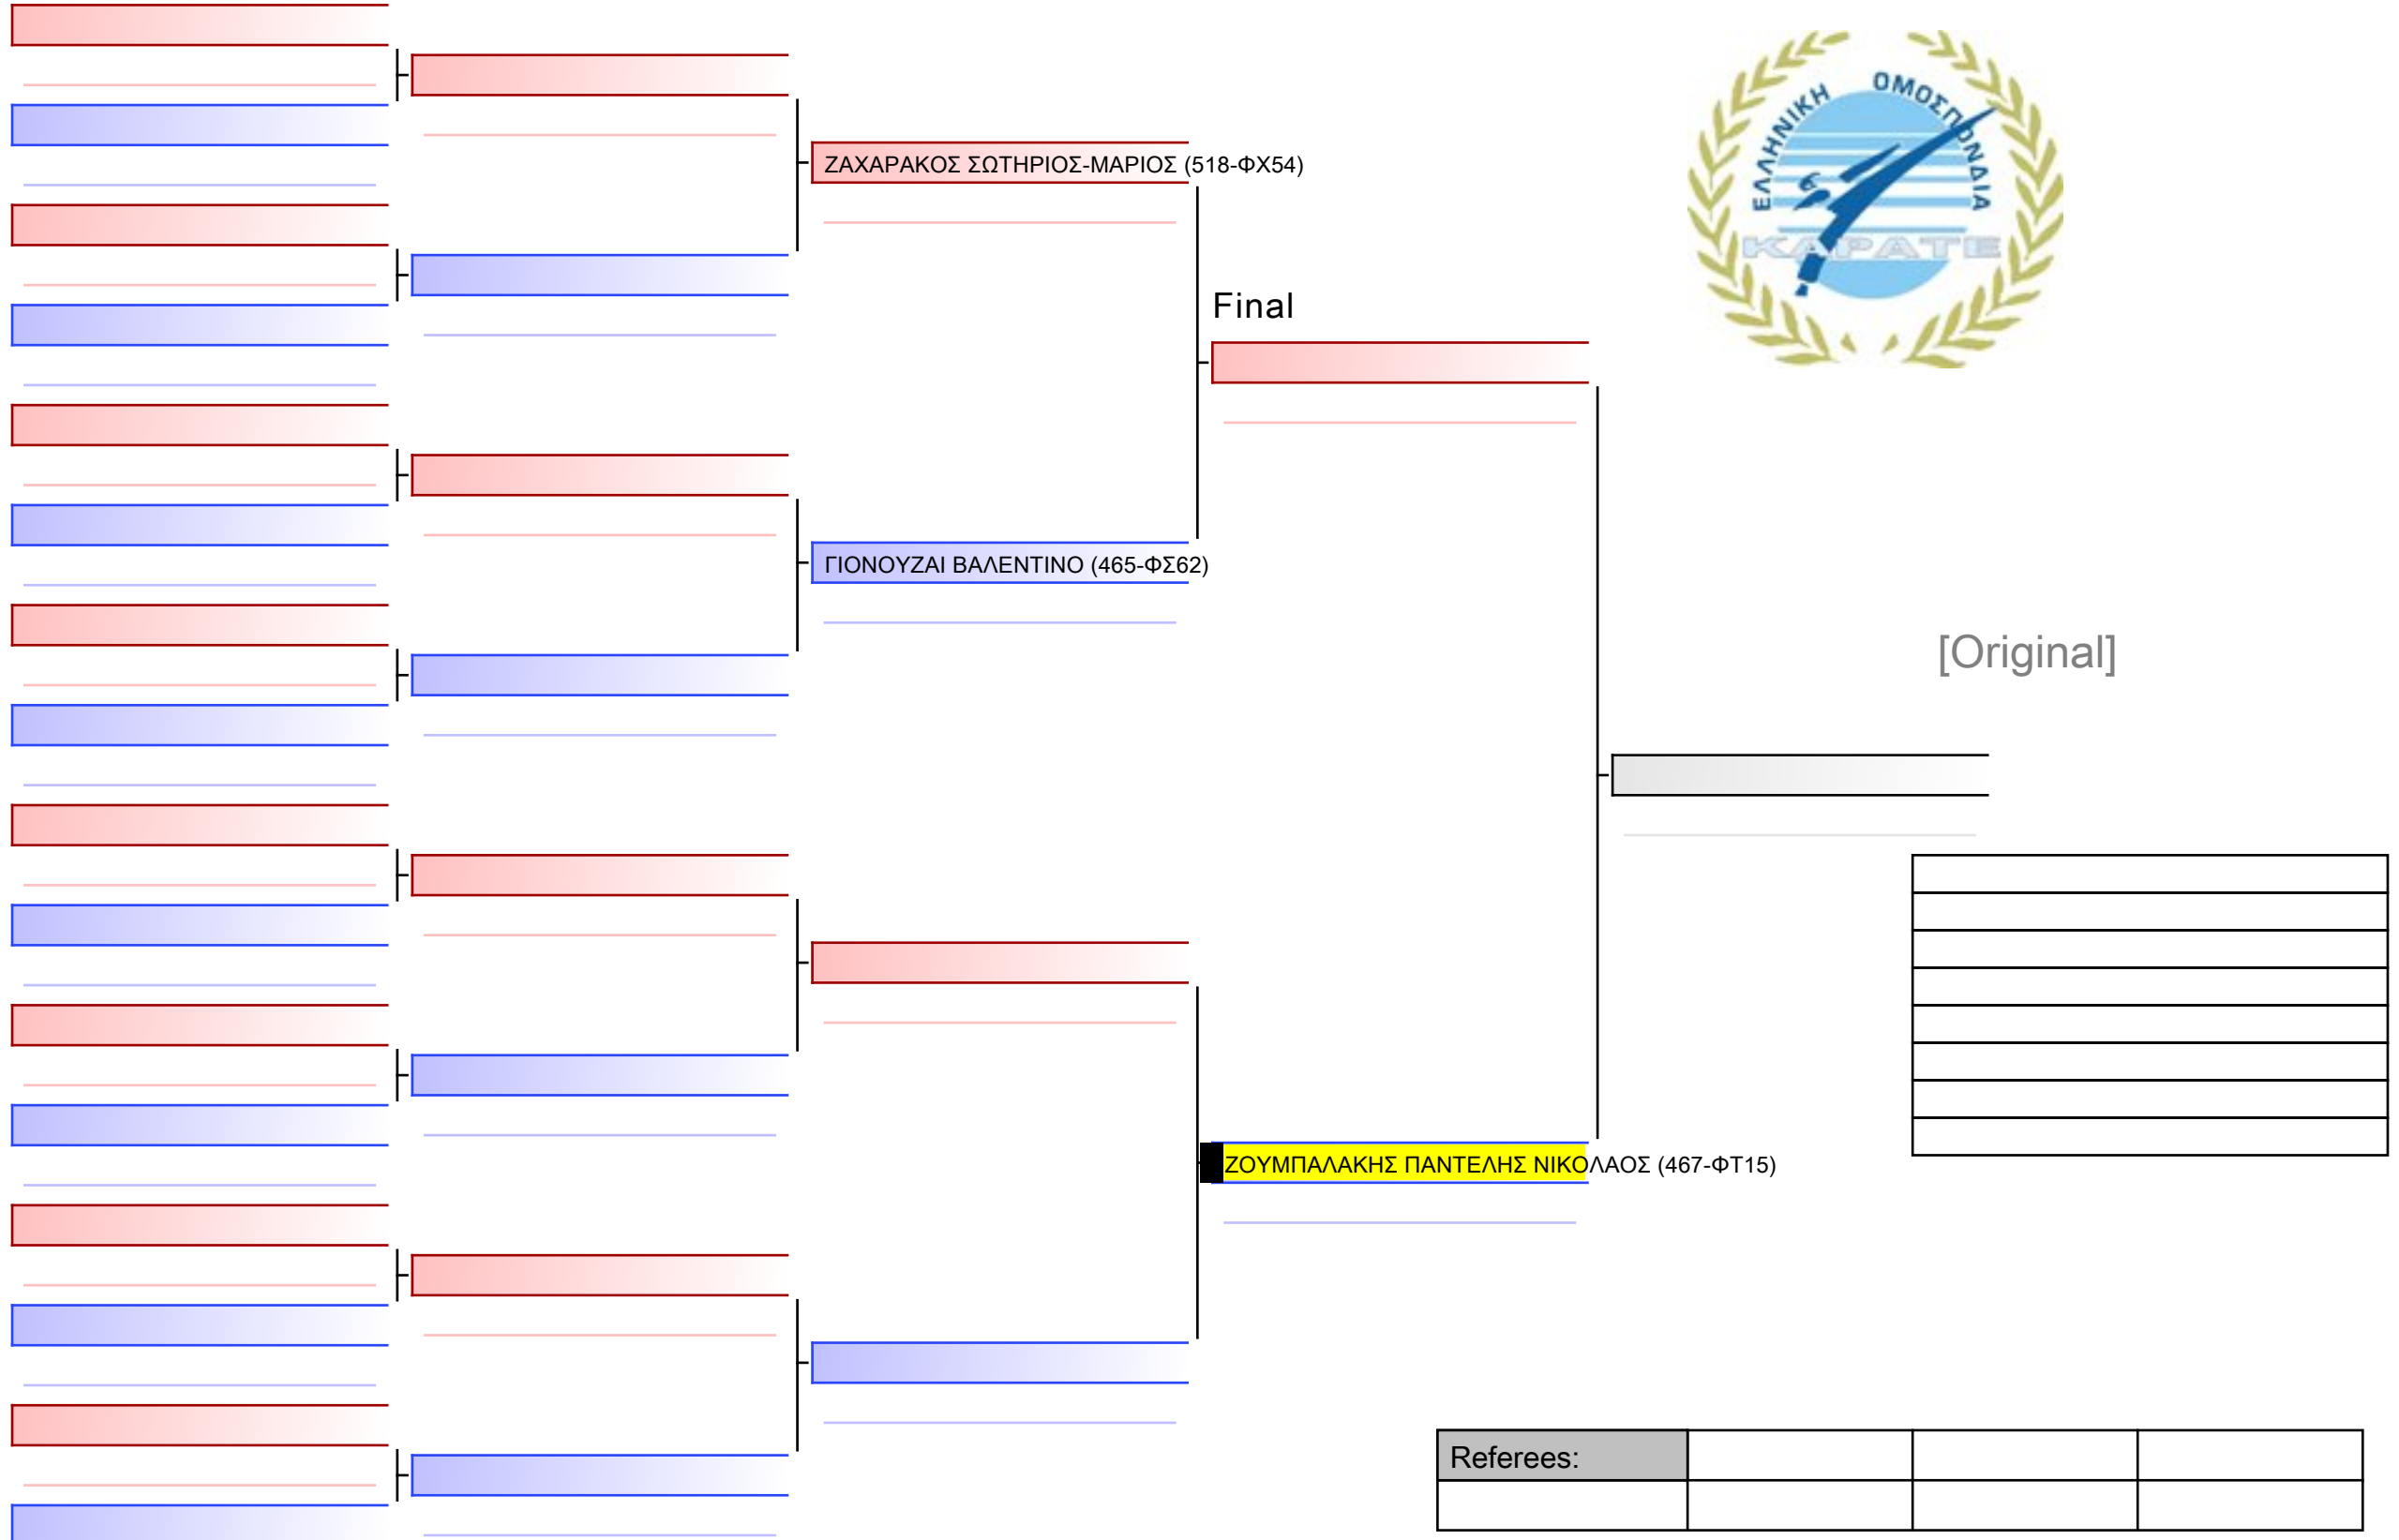 ΕΛΛΗΝΙΚΗ ΟΜΟΣΠΟΝΔΙΑ
ΚΑΡΑΤΕ
ΖΑΧΑΡΑΚΟΣ ΣΩΤΗΡΙΟΣ-ΜΑΡΙΟΣ (518-ΦΧ54)
Final
ΓΙΟΝΟΥΖΑΙ ΒΑΛΕΝΤΙΝΟ (465-ΦΣ62)
[Original]
ΖΟΥΜΠΑΛΑΚΗΣ ΠΑΝΤΕΛΗΣ ΝΙΚΟΛΑΟΣ (467-ΦΤ15)
Referees: